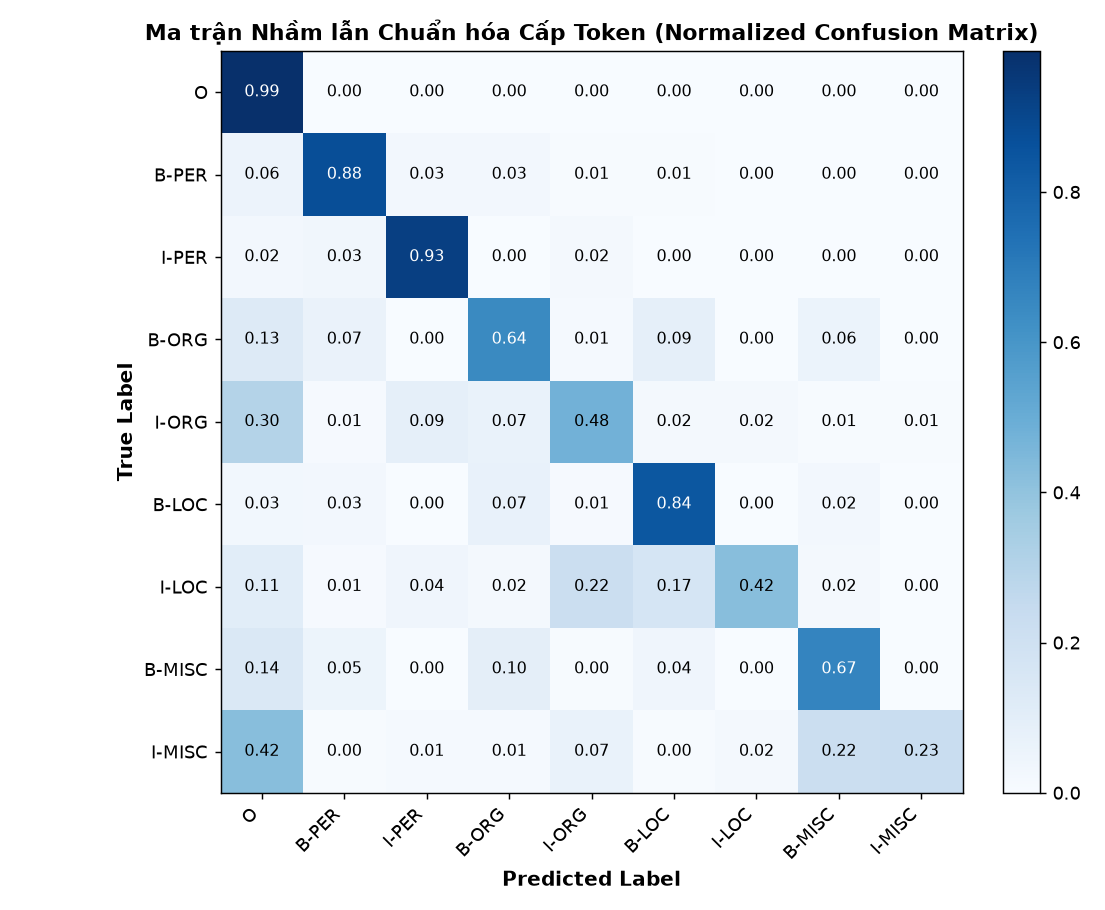 Ma trận Nhầm lẫn Chuẩn hóa Cấp Token (Normalized Confusion Matrix)
O 0.99 0.00 0.00 0.00 0.00 0.00 0.00 0.00 0.00
B-PER 0.06 0.88 0.03 0.03 0.01 0.01 0.00 0.00 0.00
I-PER 0.02 0.03 0.93 0.00 0.02 0.00 0.00 0.00 0.00
B-ORG 0.13 0.07 0.00 0.64 0.01 0.09 0.00 0.06 0.00
I-ORG 0.30 0.01 0.09 0.07 0.48 0.02 0.02 0.01 0.01
B-LOC 0.03 0.03 0.00 0.07 0.01 0.84 0.00 0.02 0.00
I-LOC 0.11 0.01 0.04 0.02 0.22 0.17 0.42 0.02 0.00
B-MISC 0.14 0.05 0.00 0.10 0.00 0.04 0.00 0.67 0.00
I-MISC 0.42 0.00 0.01 0.01 0.07 0.00 0.02 0.22 0.23
O B-PER I-PER B-ORG I-ORG B-LOC I-LOC B-MISC I-MISC
Predicted Label
True Label
0.8
0.6
0.4
0.2
0.0